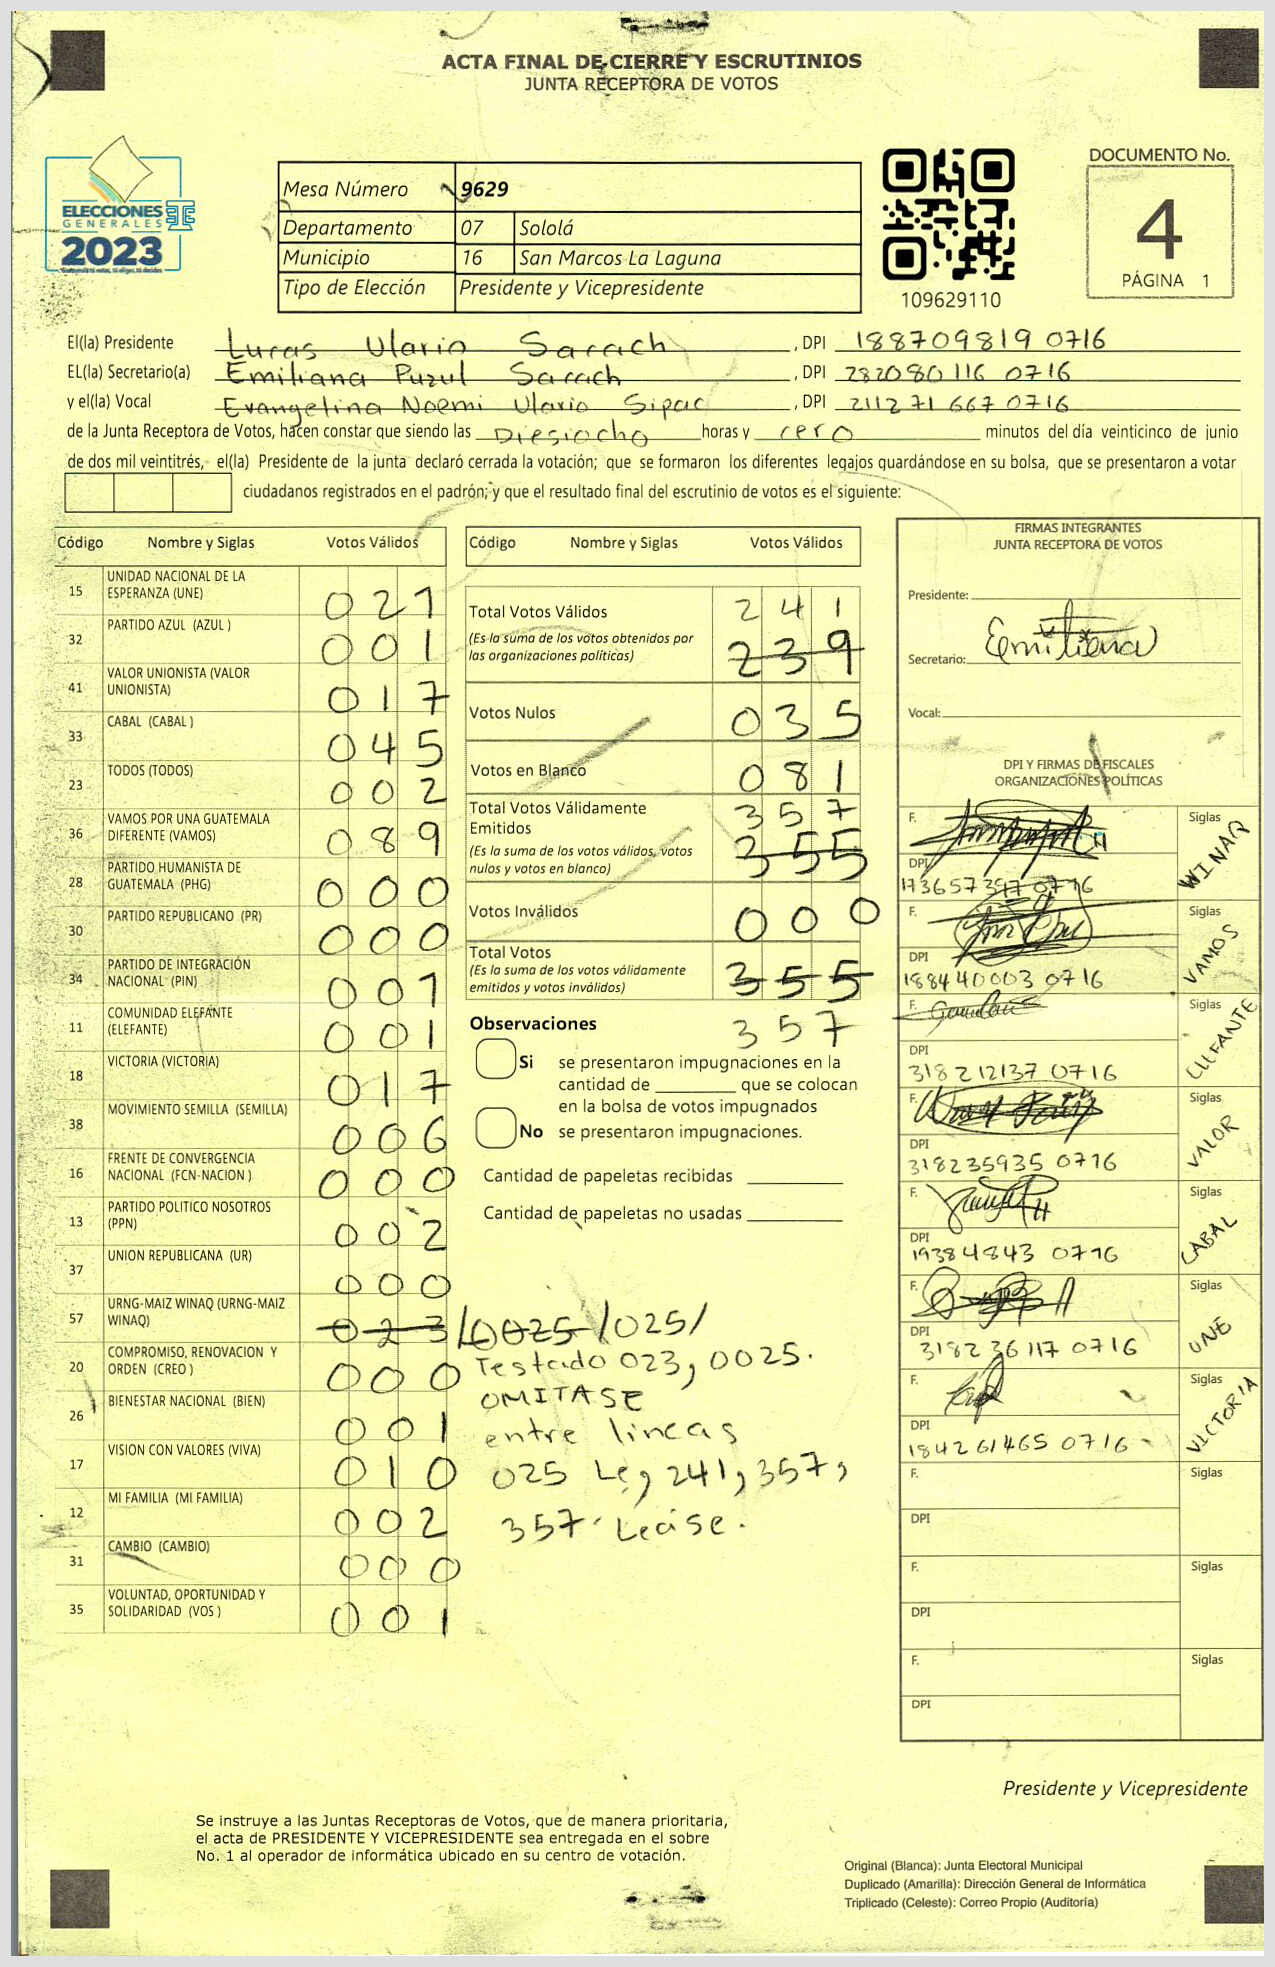 ACTA FINAL DE CIERRE Y ESCRUTINIOS
JUNTA RECEPTORA DE VOTOS
ELECCIONES
GENERALES
2023
Mesa Número 9629
Departamento 07 Sololá
Municipio 16 San Marcos La Laguna
Tipo de Elección Presidente y Vicepresidente
109629110
DOCUMENTO No.
4
PÁGINA 1
El(la) Presidente Lucas Ulario Sacach , DPI 188709819 0716
EL(la) Secretario(a) Emiliana Puzul Sacach , DPI 282080116 0716
y el(la) Vocal Evangelina Noemi Ulario Sipac , DPI 211271667 0716
de la Junta Receptora de Votos, hacen constar que siendo las Diesiocho horas y cero minutos del día veinticinco de junio
de dos mil veintitrés, el(la) Presidente de la junta declaró cerrada la votación; que se formaron los diferentes legajos guardándose en su bolsa, que se presentaron a votar
ciudadanos registrados en el padrón; y que el resultado final del escrutinio de votos es el siguiente:
Código Nombre y Siglas Votos Válidos
15 UNIDAD NACIONAL DE LA ESPERANZA (UNE) 021
32 PARTIDO AZUL (AZUL ) 001
41 VALOR UNIONISTA (VALOR UNIONISTA) 017
33 CABAL (CABAL ) 045
23 TODOS (TODOS) 002
36 VAMOS POR UNA GUATEMALA DIFERENTE (VAMOS) 089
28 PARTIDO HUMANISTA DE GUATEMALA (PHG) 000
30 PARTIDO REPUBLICANO (PR) 000
34 PARTIDO DE INTEGRACIÓN NACIONAL (PIN) 001
11 COMUNIDAD ELEFANTE (ELEFANTE) 001
18 VICTORIA (VICTORIA) 017
38 MOVIMIENTO SEMILLA (SEMILLA) 006
16 FRENTE DE CONVERGENCIA NACIONAL (FCN-NACION ) 000
13 PARTIDO POLITICO NOSOTROS (PPN) 002
37 UNION REPUBLICANA (UR) 000
57 URNG-MAIZ WINAQ (URNG-MAIZ WINAQ) 023 /0025 /025/
20 COMPROMISO, RENOVACION Y ORDEN (CREO ) 000
26 BIENESTAR NACIONAL (BIEN) 001
17 VISION CON VALORES (VIVA) 010
12 MI FAMILIA (MI FAMILIA) 002
31 CAMBIO (CAMBIO) 000
35 VOLUNTAD, OPORTUNIDAD Y SOLIDARIDAD (VOS ) 001
Código Nombre y Siglas Votos Válidos
Total Votos Válidos 241
(Es la suma de los votos obtenidos por
las organizaciones políticas) 239
Votos Nulos 035
Votos en Blanco 081
Total Votos Válidamente 357
Emitidos
(Es la suma de los votos válidos, votos 355
nulos y votos en blanco)
Votos Inválidos 000
Total Votos
(Es la suma de los votos válidamente 355
emitidos y votos inválidos)
Observaciones 357
Si se presentaron impugnaciones en la
cantidad de ________ que se colocan
en la bolsa de votos impugnados
No se presentaron impugnaciones.
Cantidad de papeletas recibidas
Cantidad de papeletas no usadas
Testado 023, 0025.
OMITASE
entre lineas
025 Le, 241, 357,
357 Lease.
FIRMAS INTEGRANTES
JUNTA RECEPTORA DE VOTOS
Presidente:
Secretario: Emiliana
Vocal:
DPI Y FIRMAS DE FISCALES
ORGANIZACIONES POLÍTICAS
F. Siglas WINAQ
DPI
F. Siglas VAMOS
DPI 188440003 0716
F. Siglas
DPI 318212137 0716
F. Siglas VALOR
DPI 318235935 0716
F. Siglas CABAL
DPI 19384843 0716
F. Siglas UNE
DPI 318236117 0716
F. Siglas VICTORIA
DPI 184261465 0716
F. Siglas
DPI
F. Siglas
DPI
F. Siglas
DPI
Presidente y Vicepresidente
Se instruye a las Juntas Receptoras de Votos, que de manera prioritaria,
el acta de PRESIDENTE Y VICEPRESIDENTE sea entregada en el sobre
No. 1 al operador de informática ubicado en su centro de votación.
Original (Blanca): Junta Electoral Municipal
Duplicado (Amarilla): Dirección General de Informática
Triplicado (Celeste): Correo Propio (Auditoría)